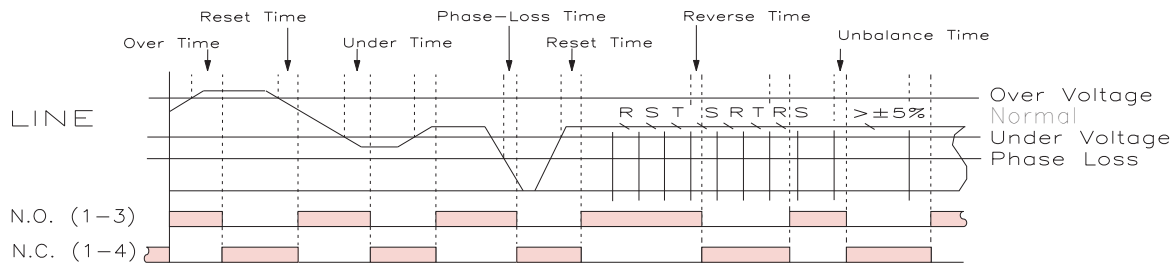 Reset Time
Phase-Loss Time
Reverse Time
Over Time
Under Time
Reset Time
Unbalance Time
LINE
R S T S R T R S
>±5%
Over Voltage
Normal
Under Voltage
Phase Loss
N.O. (1-3)
N.C. (1-4)